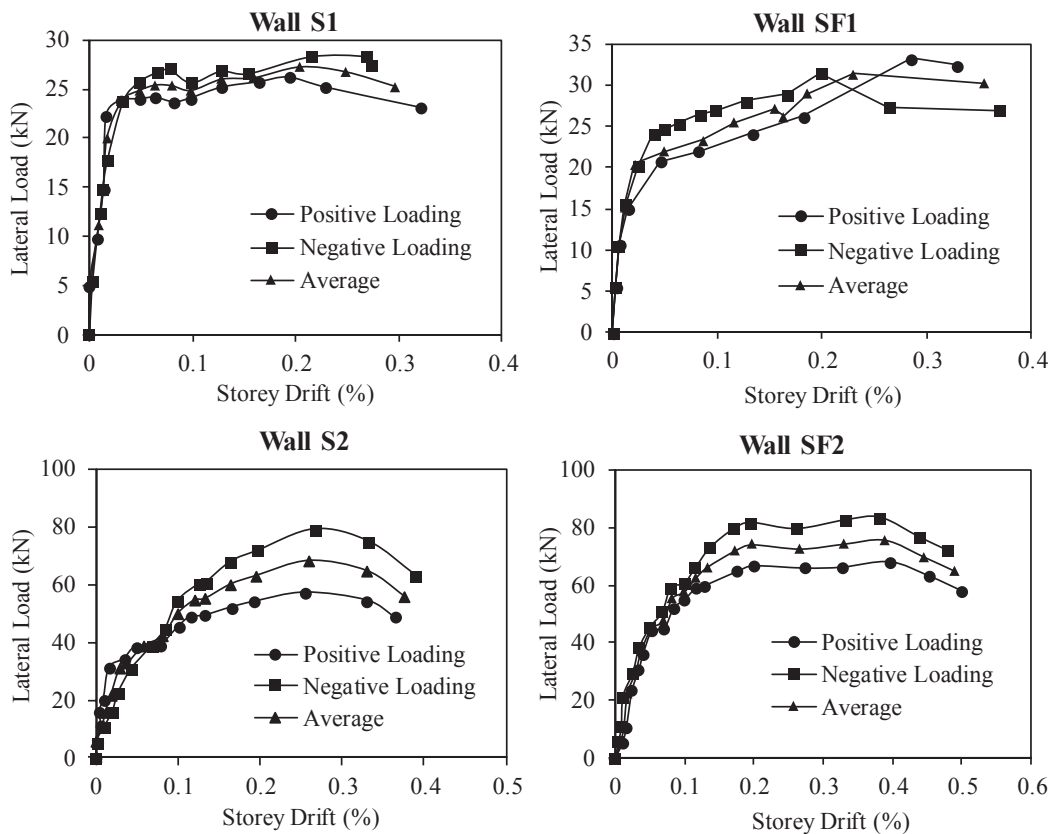 Wall S1
30
25
20
15
10
5
0
Lateral Load (kN)
Positive Loading
Negative Loading
Average
0 0.1 0.2 0.3 0.4
Storey Drift (%)
Wall SF1
35
30
25
20
15
10
5
0
Lateral Load (kN)
Positive Loading
Negative Loading
Average
0 0.1 0.2 0.3 0.4
Storey Drift (%)
Wall S2
100
80
60
40
20
0
Lateral Load (kN)
Positive Loading
Negative Loading
Average
0 0.1 0.2 0.3 0.4 0.5
Storey Drift (%)
Wall SF2
100
80
60
40
20
0
Lateral Load (kN)
Positive Loading
Negative Loading
Average
0 0.1 0.2 0.3 0.4 0.5 0.6
Storey Drift (%)